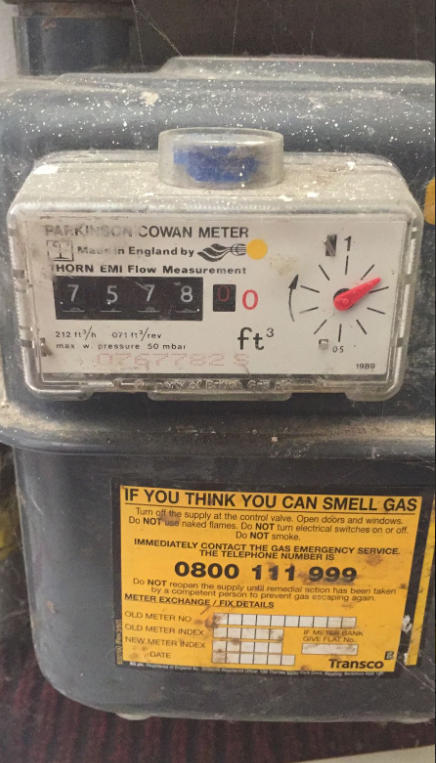 PARKINSON COWAN METER
Made in England by
THORN EMI Flow Measurement
1
7 5 7 8 0 0
212 ft³/h 071 ft³/rev
max w. pressure 50 mbar
ft³
05
0767782 S
1989
IF YOU THINK YOU CAN SMELL GAS
Turn off the supply at the control valve. Open doors and windows.
Do NOT use naked flames. Do NOT turn electrical switches on or off.
Do NOT smoke.
IMMEDIATELY CONTACT THE GAS EMERGENCY SERVICE.
THE TELEPHONE NUMBER IS
0800 111 999
Do NOT reopen the supply until remedial action has been taken
by a competent person to prevent gas escaping again.
METER EXCHANGE / FIX DETAILS
OLD METER NO
OLD METER INDEX
IF METER BANK
GIVE FLAT No.
NEW METER INDEX
DATE
Transco